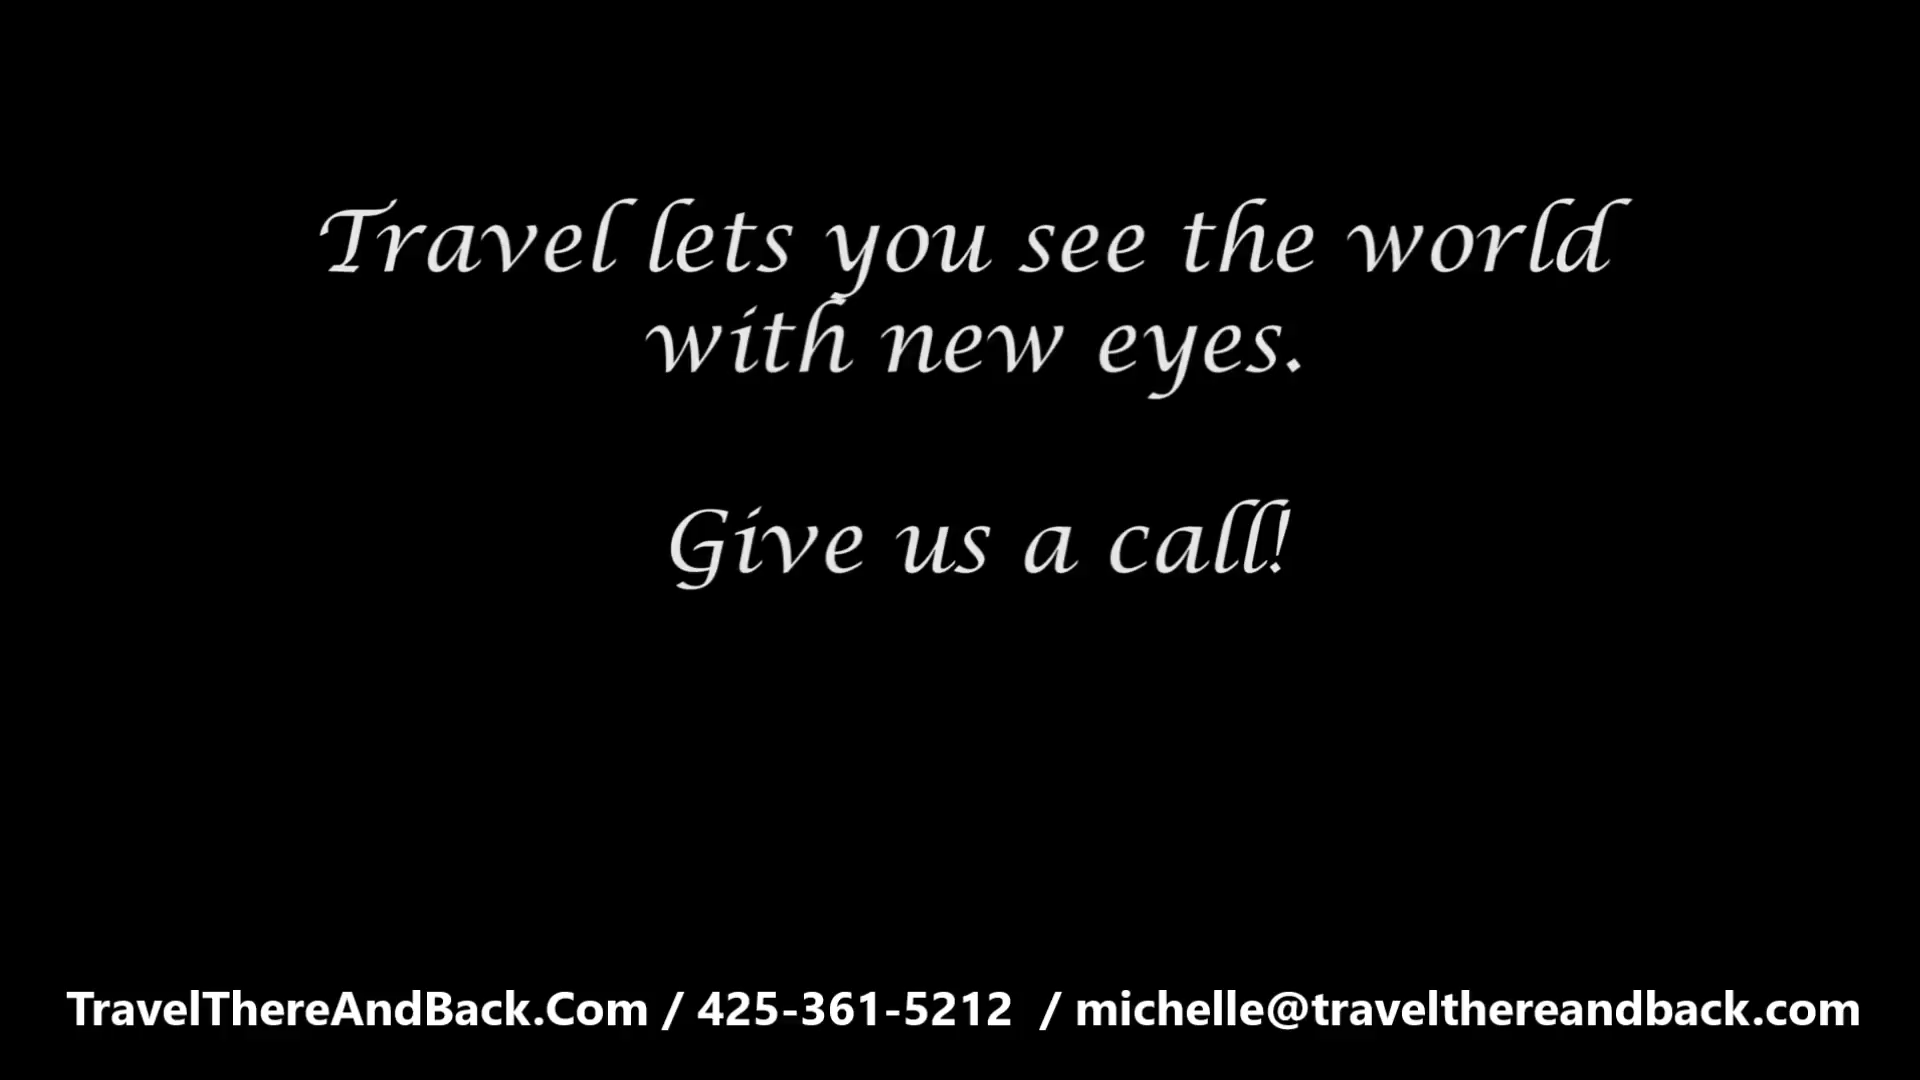 Travel lets you see the world
with new eyes.
Give us a call!
TravelThereAndBack.Com / 425-361-5212 / michelle@travelthereandback.com